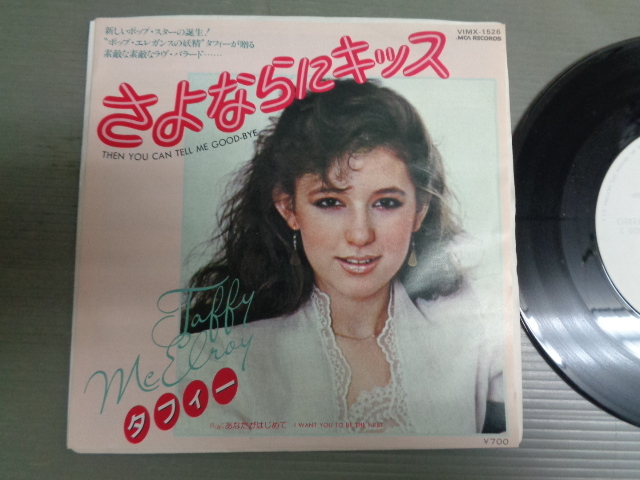 新しいポップ・スターの誕生!
“ポップ・エレガンスの妖精”タフィーが贈る
素敵な素敵なラヴ・バラード……
VIMX-1526
MCA RECORDS
さよならにキッス
THEN YOU CAN TELL ME GOOD-BYE
Taffy
McElroy
タフィー
あなたがはじめて I WANT YOU TO BE THE FIRST
¥700